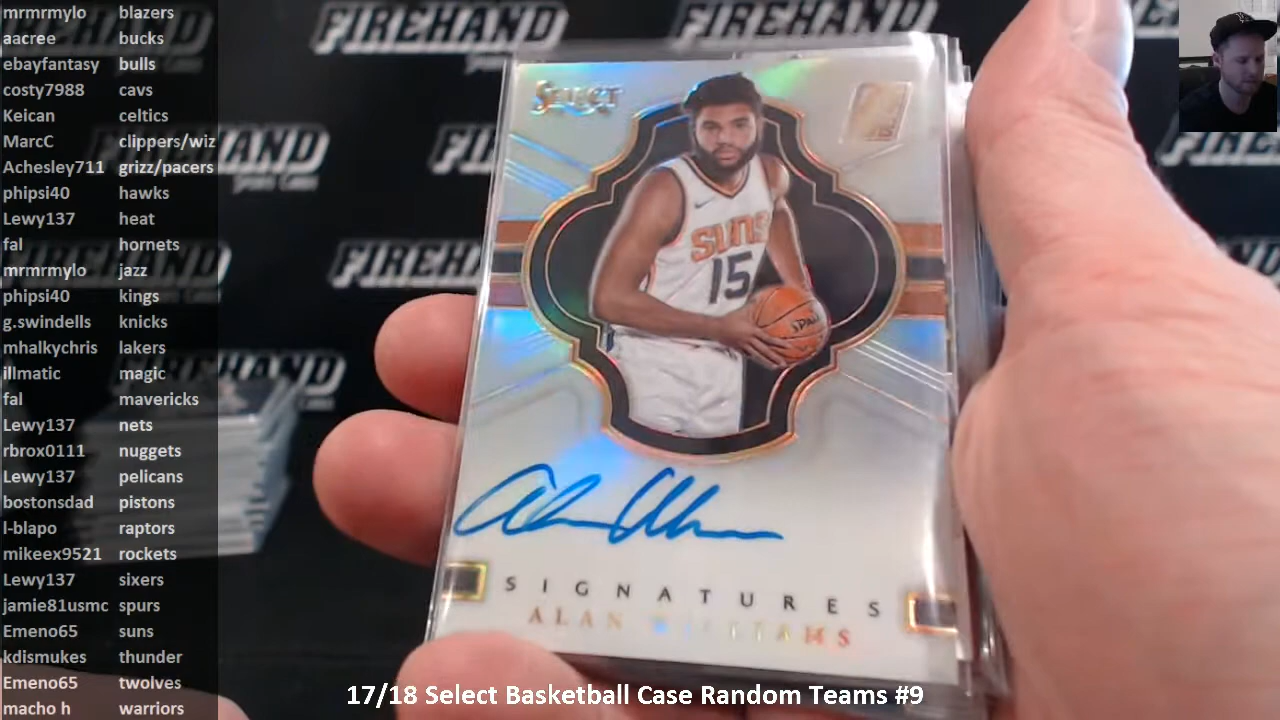 mrmrmylo blazers
aacree bucks
ebayfantasy bulls
costy7988 cavs
Keican celtics
MarcC clippers/wiz
Achesley711 grizz/pacers
phipsi40 hawks
Lewy137 heat
fal hornets
mrmrmylo jazz
phipsi40 kings
g.swindells knicks
mhalkychris lakers
illmatic magic
fal mavericks
Lewy137 nets
rbrox0111 nuggets
Lewy137 pelicans
bostonsdad pistons
l-blapo raptors
mikeex9521 rockets
Lewy137 sixers
jamie81usmc spurs
Emeno65 suns
kdismukes thunder
Emeno65 twolves
macho h warriors
FIREHAND FIREHAND
FIREHAND
SELECT
SUNS
15
SIGNATURES
ALAN WILLIAMS
17/18 Select Basketball Case Random Teams #9